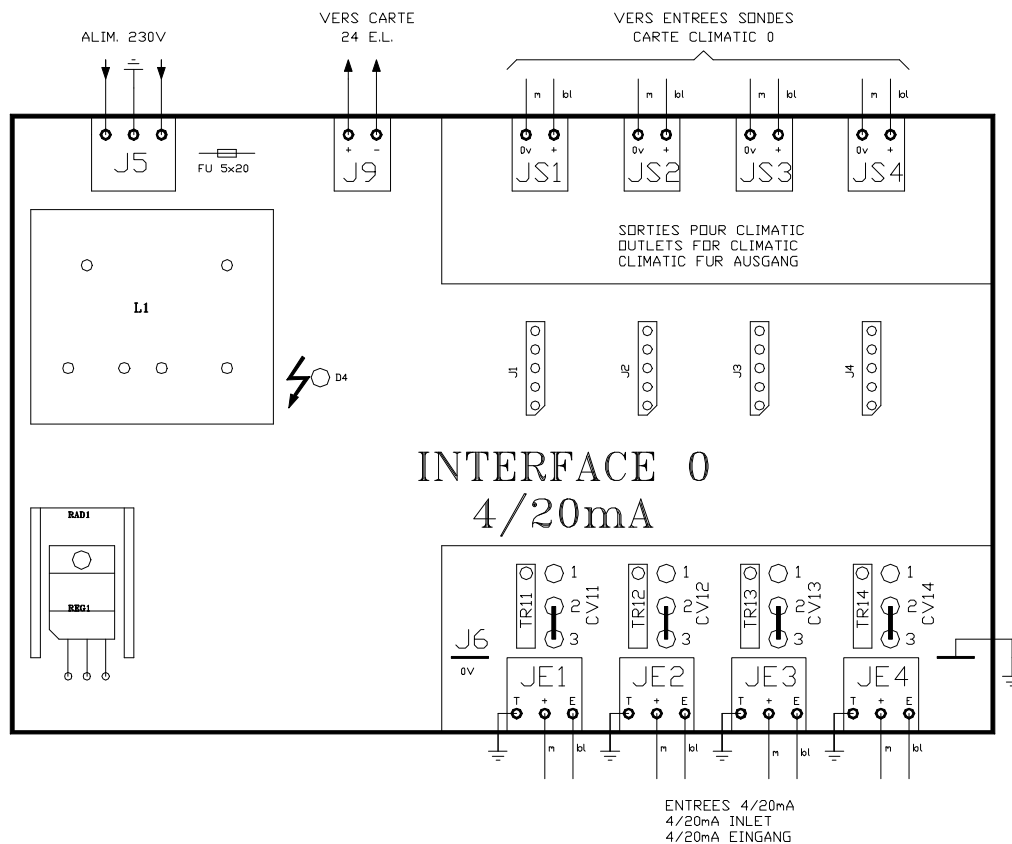 VERS CARTE
24 E.L.
VERS ENTREES SONDES
CARTE CLIMATIC 0
ALIM. 230V
m bl m bl m bl m bl
+ -
0v + 0v + 0v + 0v +
J5
FU 5x20
J9
JS1
JS2
JS3
JS4
SORTIES POUR CLIMATIC
OUTLETS FOR CLIMATIC
CLIMATIC FUR AUSGANG
L1
D4
J1
J2
J3
J4
INTERFACE 0
4/20mA
RAD1
REG1
TR11
1
2
3
CV11
TR12
1
2
3
CV12
TR13
1
2
3
CV13
TR14
1
2
3
CV14
J6
0V
JE1
JE2
JE3
JE4
T + E T + E T + E T + E
m bl m bl m bl m bl
ENTREES 4/20mA
4/20mA INLET
4/20mA EINGANG